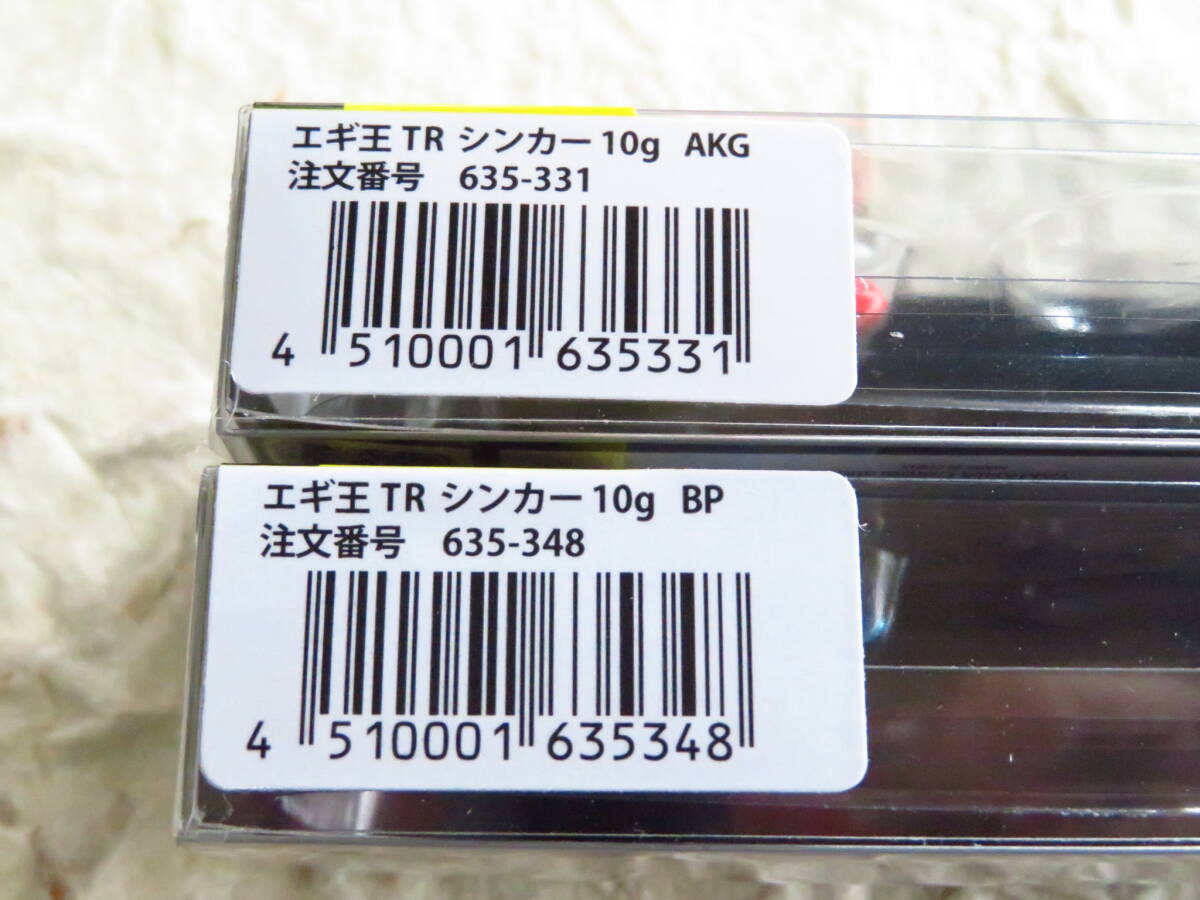 エギ王 TR シンカー 10g AKG
注文番号 635-331
4 510001 635331
エギ王 TR シンカー 10g BP
注文番号 635-348
4 510001 635348